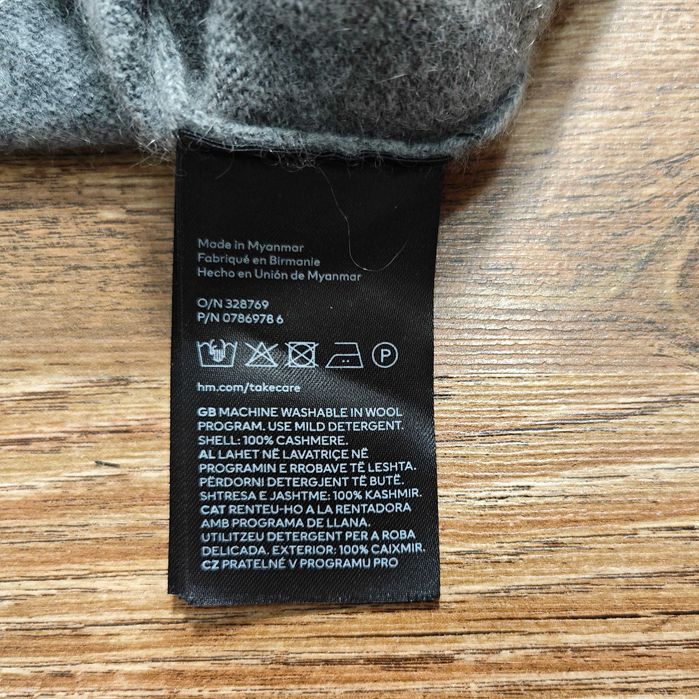 Made in Myanmar
Fabriqué en Birmanie
Hecho en Unión de Myanmar
O/N 328769
P/N 0786978 6
P
hm.com/takecare
GB MACHINE WASHABLE IN WOOL
PROGRAM. USE MILD DETERGENT.
SHELL: 100% CASHMERE.
AL LAHET NË LAVATRIÇE NË
PROGRAMIN E RROBAVE TË LESHTA.
PËRDORNI DETERGJENT TË BUTË.
SHTRESA E JASHTME: 100% KASHMIR.
CAT RENTEU-HO A LA RENTADORA
AMB PROGRAMA DE LLANA.
UTILITZEU DETERGENT PER A ROBA
DELICADA. EXTERIOR: 100% CAIXMIR.
CZ PRATELNÉ V PROGRAMU PRO